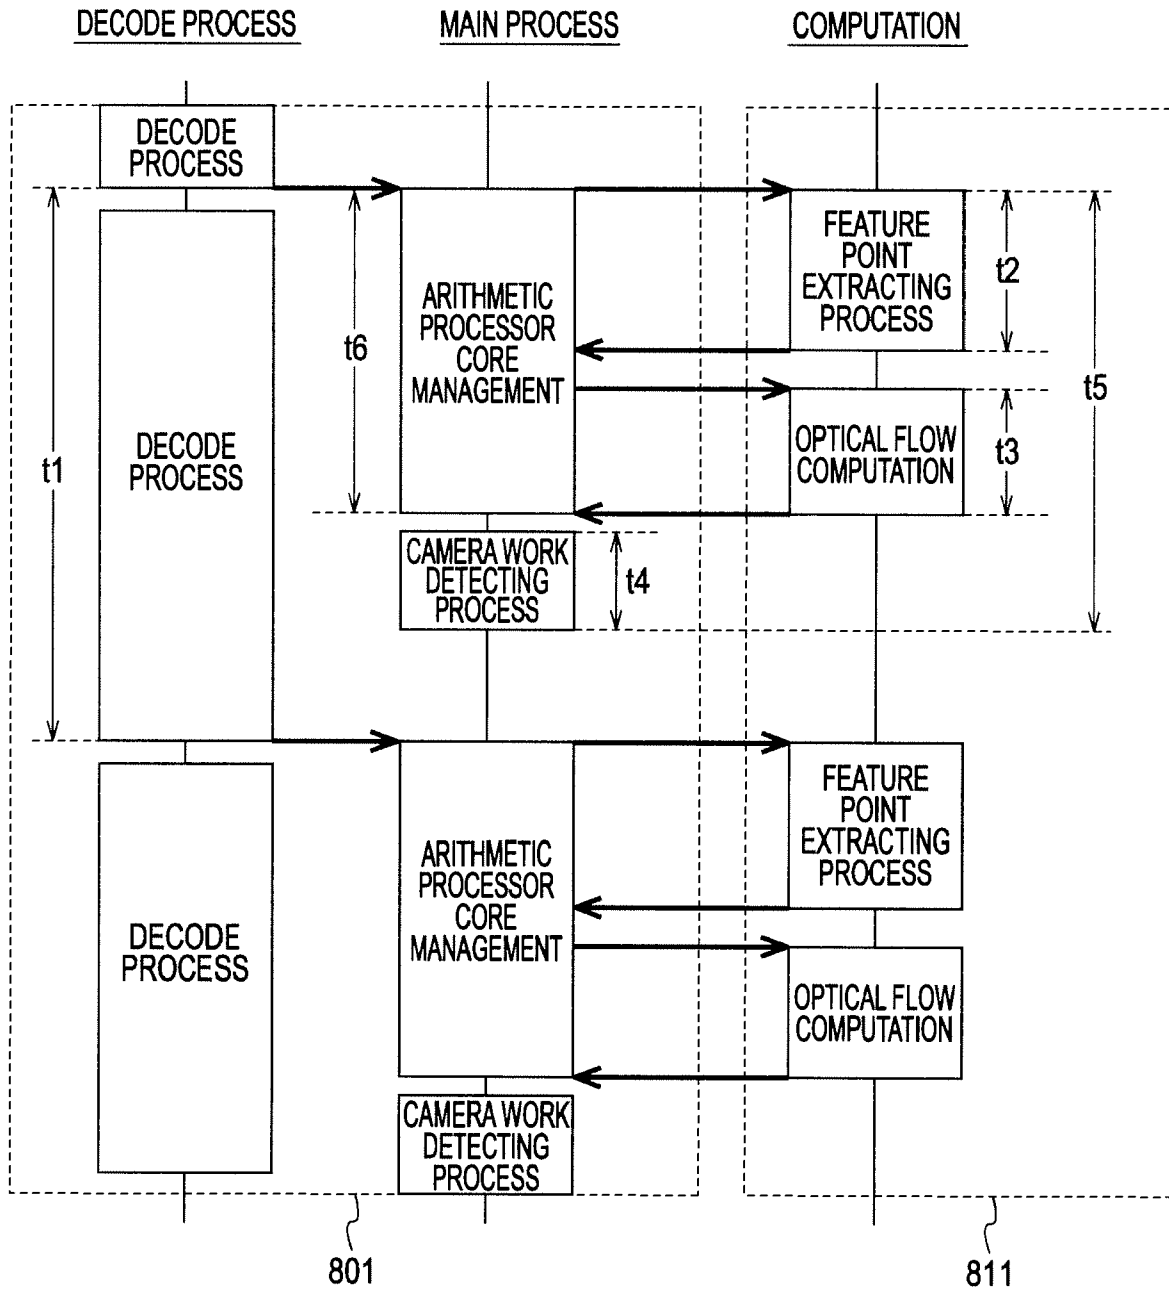 DECODE PROCESS
MAIN PROCESS
COMPUTATION
DECODE
PROCESS
t1
DECODE
PROCESS
t6
ARITHMETIC
PROCESSOR
CORE
MANAGEMENT
FEATURE
POINT
EXTRACTING
PROCESS
t2
OPTICAL FLOW
COMPUTATION
t3
t5
CAMERA WORK
DETECTING
PROCESS
t4
DECODE
PROCESS
ARITHMETIC
PROCESSOR
CORE
MANAGEMENT
FEATURE
POINT
EXTRACTING
PROCESS
OPTICAL FLOW
COMPUTATION
CAMERA WORK
DETECTING
PROCESS
801
811